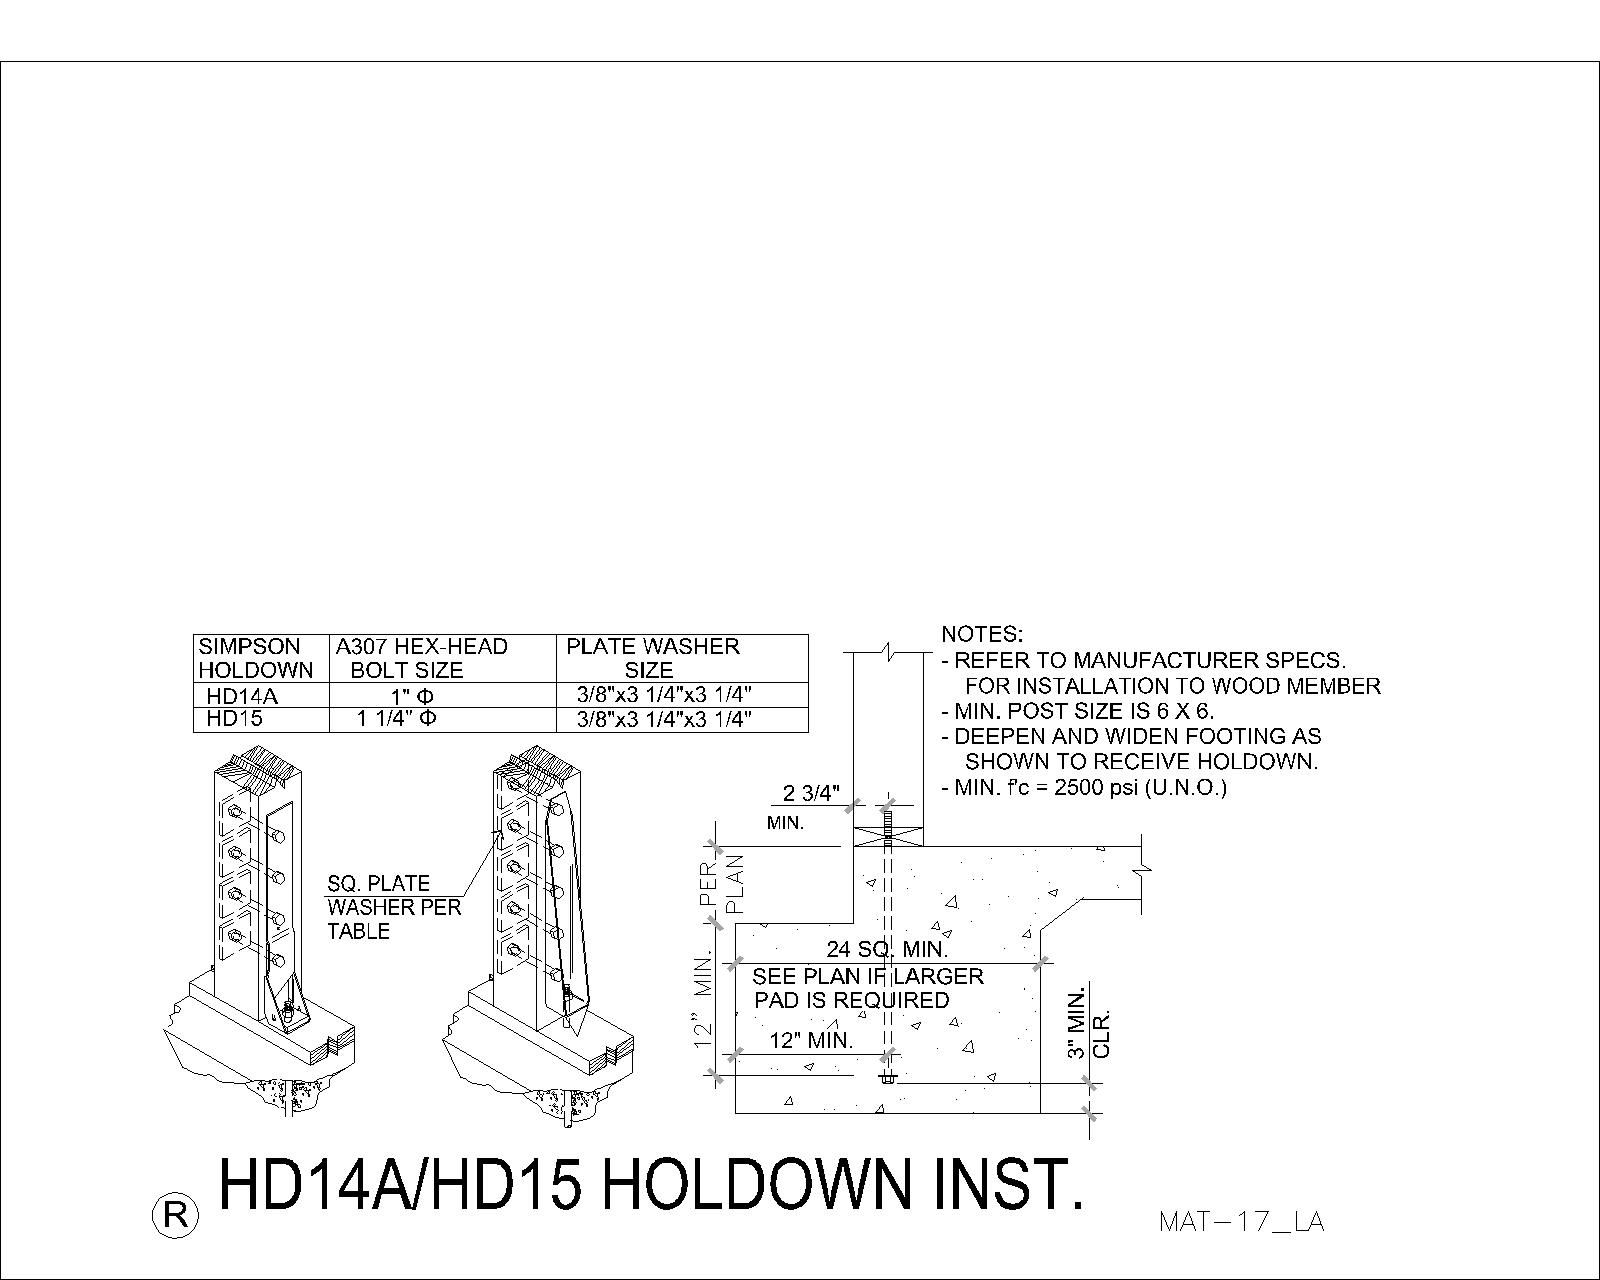 SIMPSON HOLDOWN
A307 HEX-HEAD BOLT SIZE
PLATE WASHER SIZE
HD14A 1" Φ 3/8"x3 1/4"x3 1/4"
HD15 1 1/4" Φ 3/8"x3 1/4"x3 1/4"
SQ. PLATE
WASHER PER
TABLE
NOTES:
- REFER TO MANUFACTURER SPECS.
FOR INSTALLATION TO WOOD MEMBER
- MIN. POST SIZE IS 6 X 6.
- DEEPEN AND WIDEN FOOTING AS
SHOWN TO RECEIVE HOLDOWN.
- MIN. f'c = 2500 psi (U.N.O.)
2 3/4"
MIN.
PER
PLAN
12" MIN.
24 SQ. MIN.
SEE PLAN IF LARGER
PAD IS REQUIRED
12" MIN.
3" MIN.
CLR.
R
HD14A/HD15 HOLDOWN INST.
MAT-17_LA